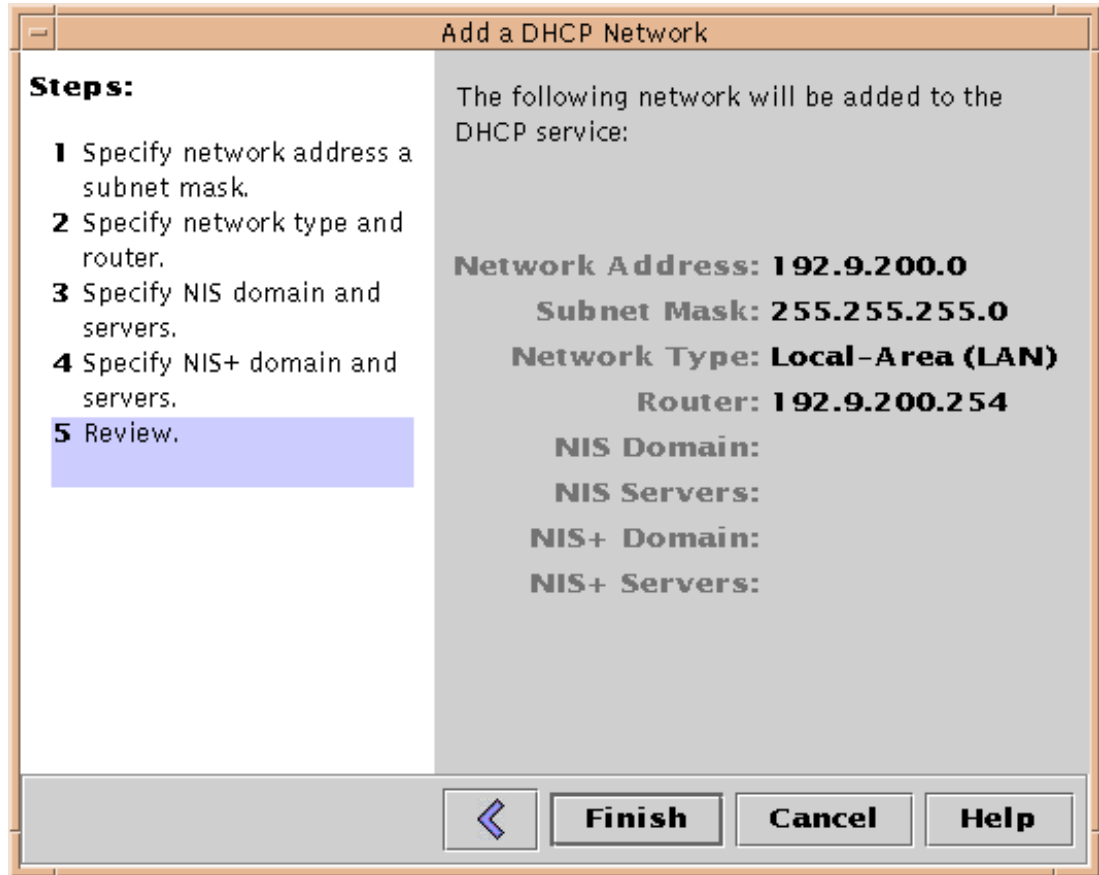 Add a DHCP Network
Steps:
1 Specify network address a
subnet mask.
2 Specify network type and
router.
3 Specify NIS domain and
servers.
4 Specify NIS+ domain and
servers.
5 Review.
The following network will be added to the
DHCP service:
Network Address: 192.9.200.0
Subnet Mask: 255.255.255.0
Network Type: Local-Area (LAN)
Router: 192.9.200.254
NIS Domain:
NIS Servers:
NIS+ Domain:
NIS+ Servers:
Finish Cancel Help